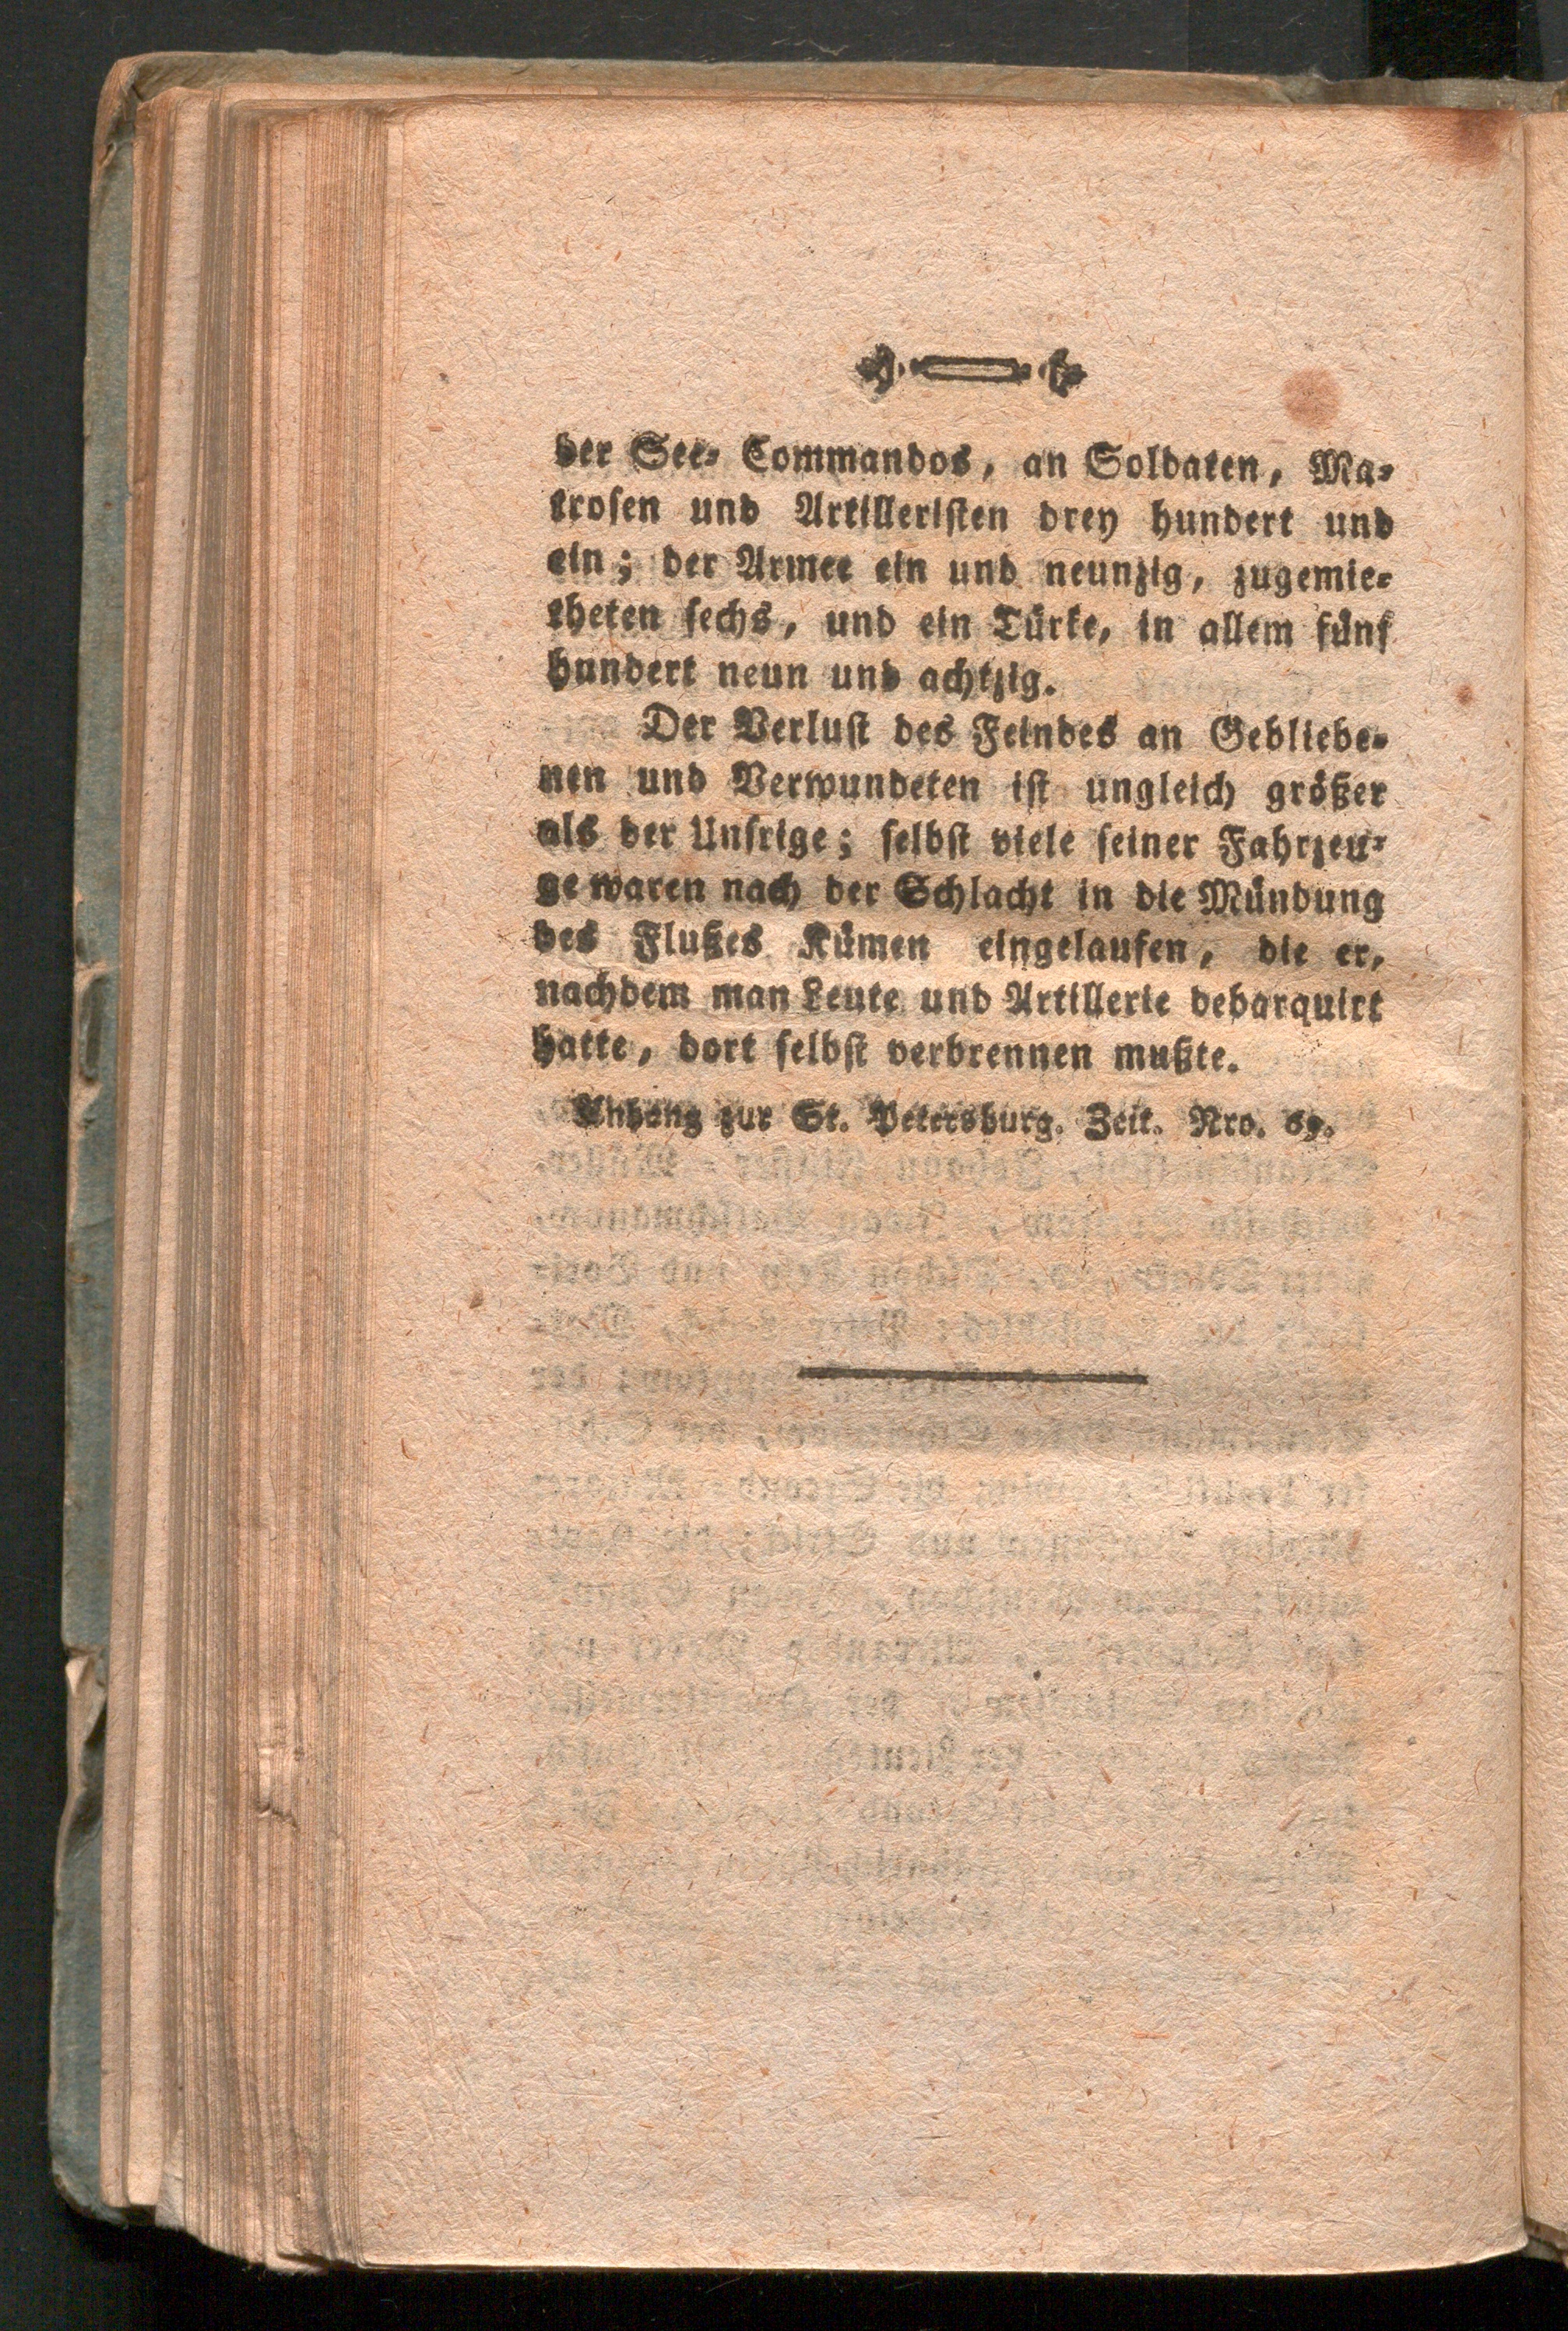 der See- Commandos, an Soldaten, Ma-
trosen und Artilleristen drey hundert und
ein; der Armee ein und neunzig, zugemie-
theten sechs, und ein Türke, in allem fünf
hundert neun und achtzig.
Der Verlust des Feindes an Gebliebe-
nen und Verwundeten ist ungleich größer
als der Unsrige; selbst viele seiner Fahrzeu-
ge waren nach der Schlacht in die Mündung
des Flußes Kümen eingelaufen, die er,
nachdem man Leute und Artillerie debarquirt
hatte, dort selbst verbrennen mußte.
Anhang zur St. Petersburg. Zeit. Nro. 69.